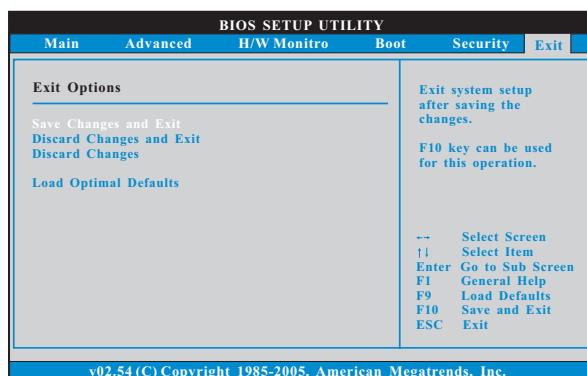 BIOS SETUP UTILITY
Main Advanced H/W Monitro Boot Security Exit
Exit Options
Save Changes and Exit
Discard Changes and Exit
Discard Changes
Load Optimal Defaults
Exit system setup
after saving the
changes.
F10 key can be used
for this operation.
←→ Select Screen
↑↓ Select Item
Enter Go to Sub Screen
F1 General Help
F9 Load Defaults
F10 Save and Exit
ESC Exit
v02.54 (C) Copyright 1985-2005, American Megatrends, Inc.